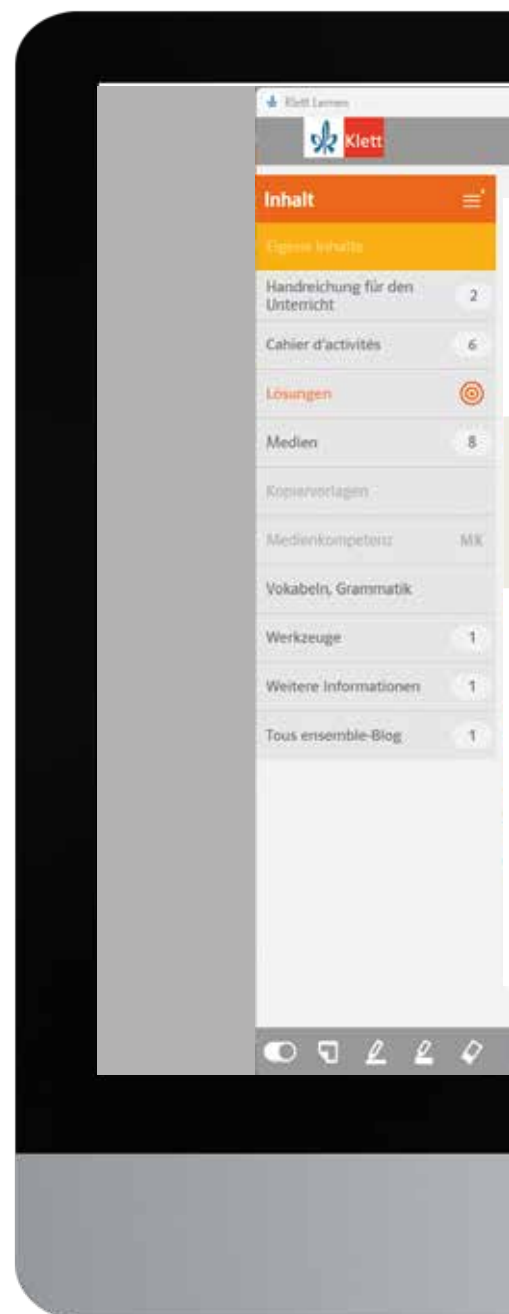 Klett Lernen
Klett
Inhalt
Eigene Inhalte
Handreichung für den
Unterricht
2
Cahier d'activités
6
Lösungen
Medien
8
Kopiervorlagen
Medienkompetenz
MK
Vokabeln, Grammatik
Werkzeuge
1
Weitere Informationen
1
Tous ensemble-Blog
1